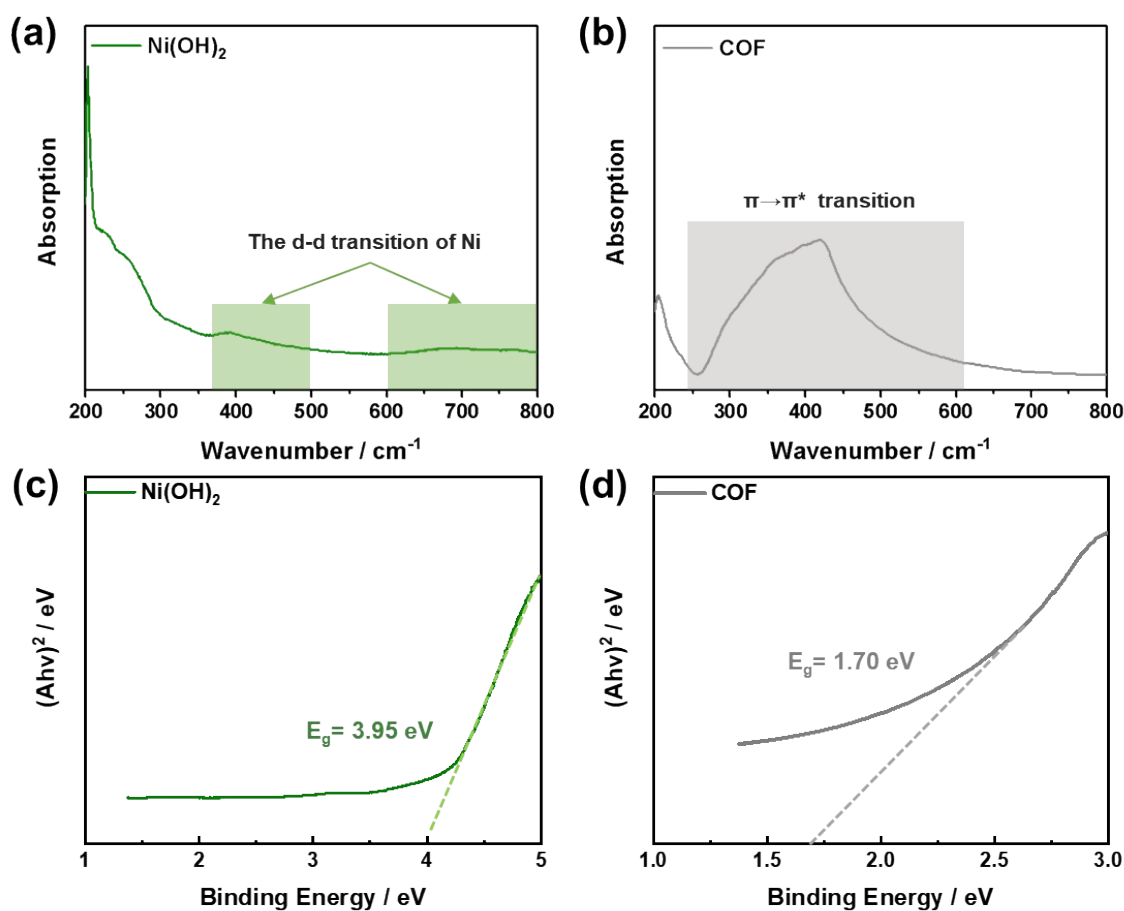 (a)
Ni(OH)₂
Absorption
The d-d transition of Ni
200 300 400 500 600 700 800
Wavenumber / cm⁻¹
(b)
COF
Absorption
π→π* transition
200 300 400 500 600 700 800
Wavenumber / cm⁻¹
(c)
Ni(OH)₂
(Ahv)² / eV
E_g= 3.95 eV
1 2 3 4 5
Binding Energy / eV
(d)
COF
(Ahv)² / eV
E_g= 1.70 eV
1.0 1.5 2.0 2.5 3.0
Binding Energy / eV